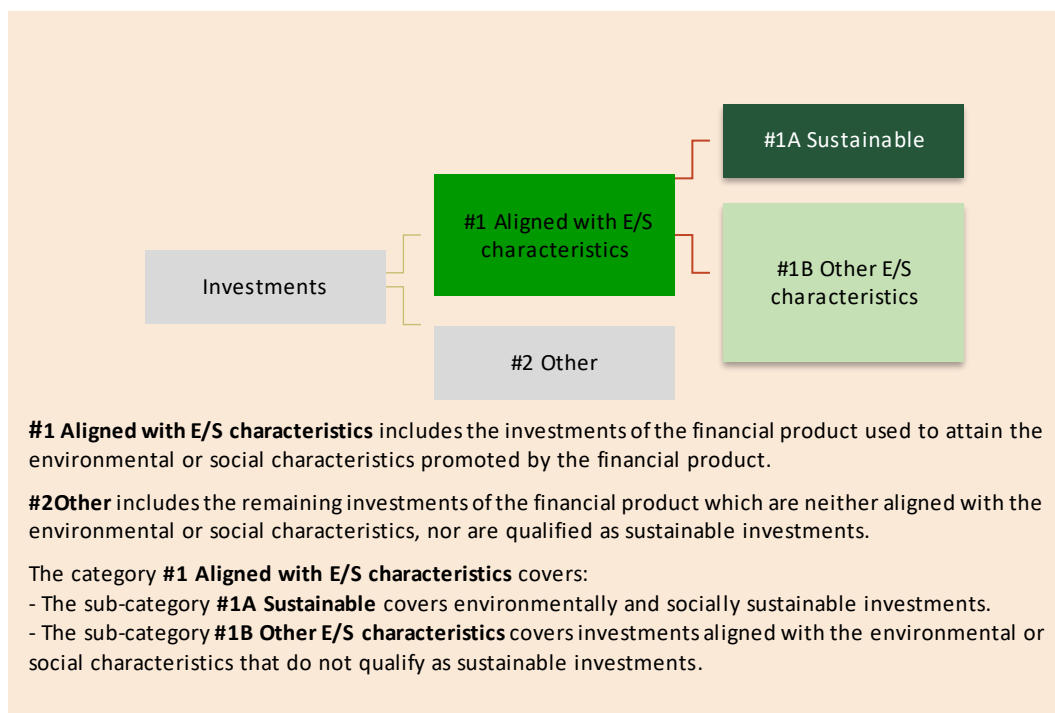 #1A Sustainable
#1 Aligned with E/S
characteristics
#1B Other E/S
characteristics
Investments
#2 Other
#1 Aligned with E/S characteristics includes the investments of the financial product used to attain the
environmental or social characteristics promoted by the financial product.
#2Other includes the remaining investments of the financial product which are neither aligned with the
environmental or social characteristics, nor are qualified as sustainable investments.
The category #1 Aligned with E/S characteristics covers:
- The sub-category #1A Sustainable covers environmentally and socially sustainable investments.
- The sub-category #1B Other E/S characteristics covers investments aligned with the environmental or
social characteristics that do not qualify as sustainable investments.